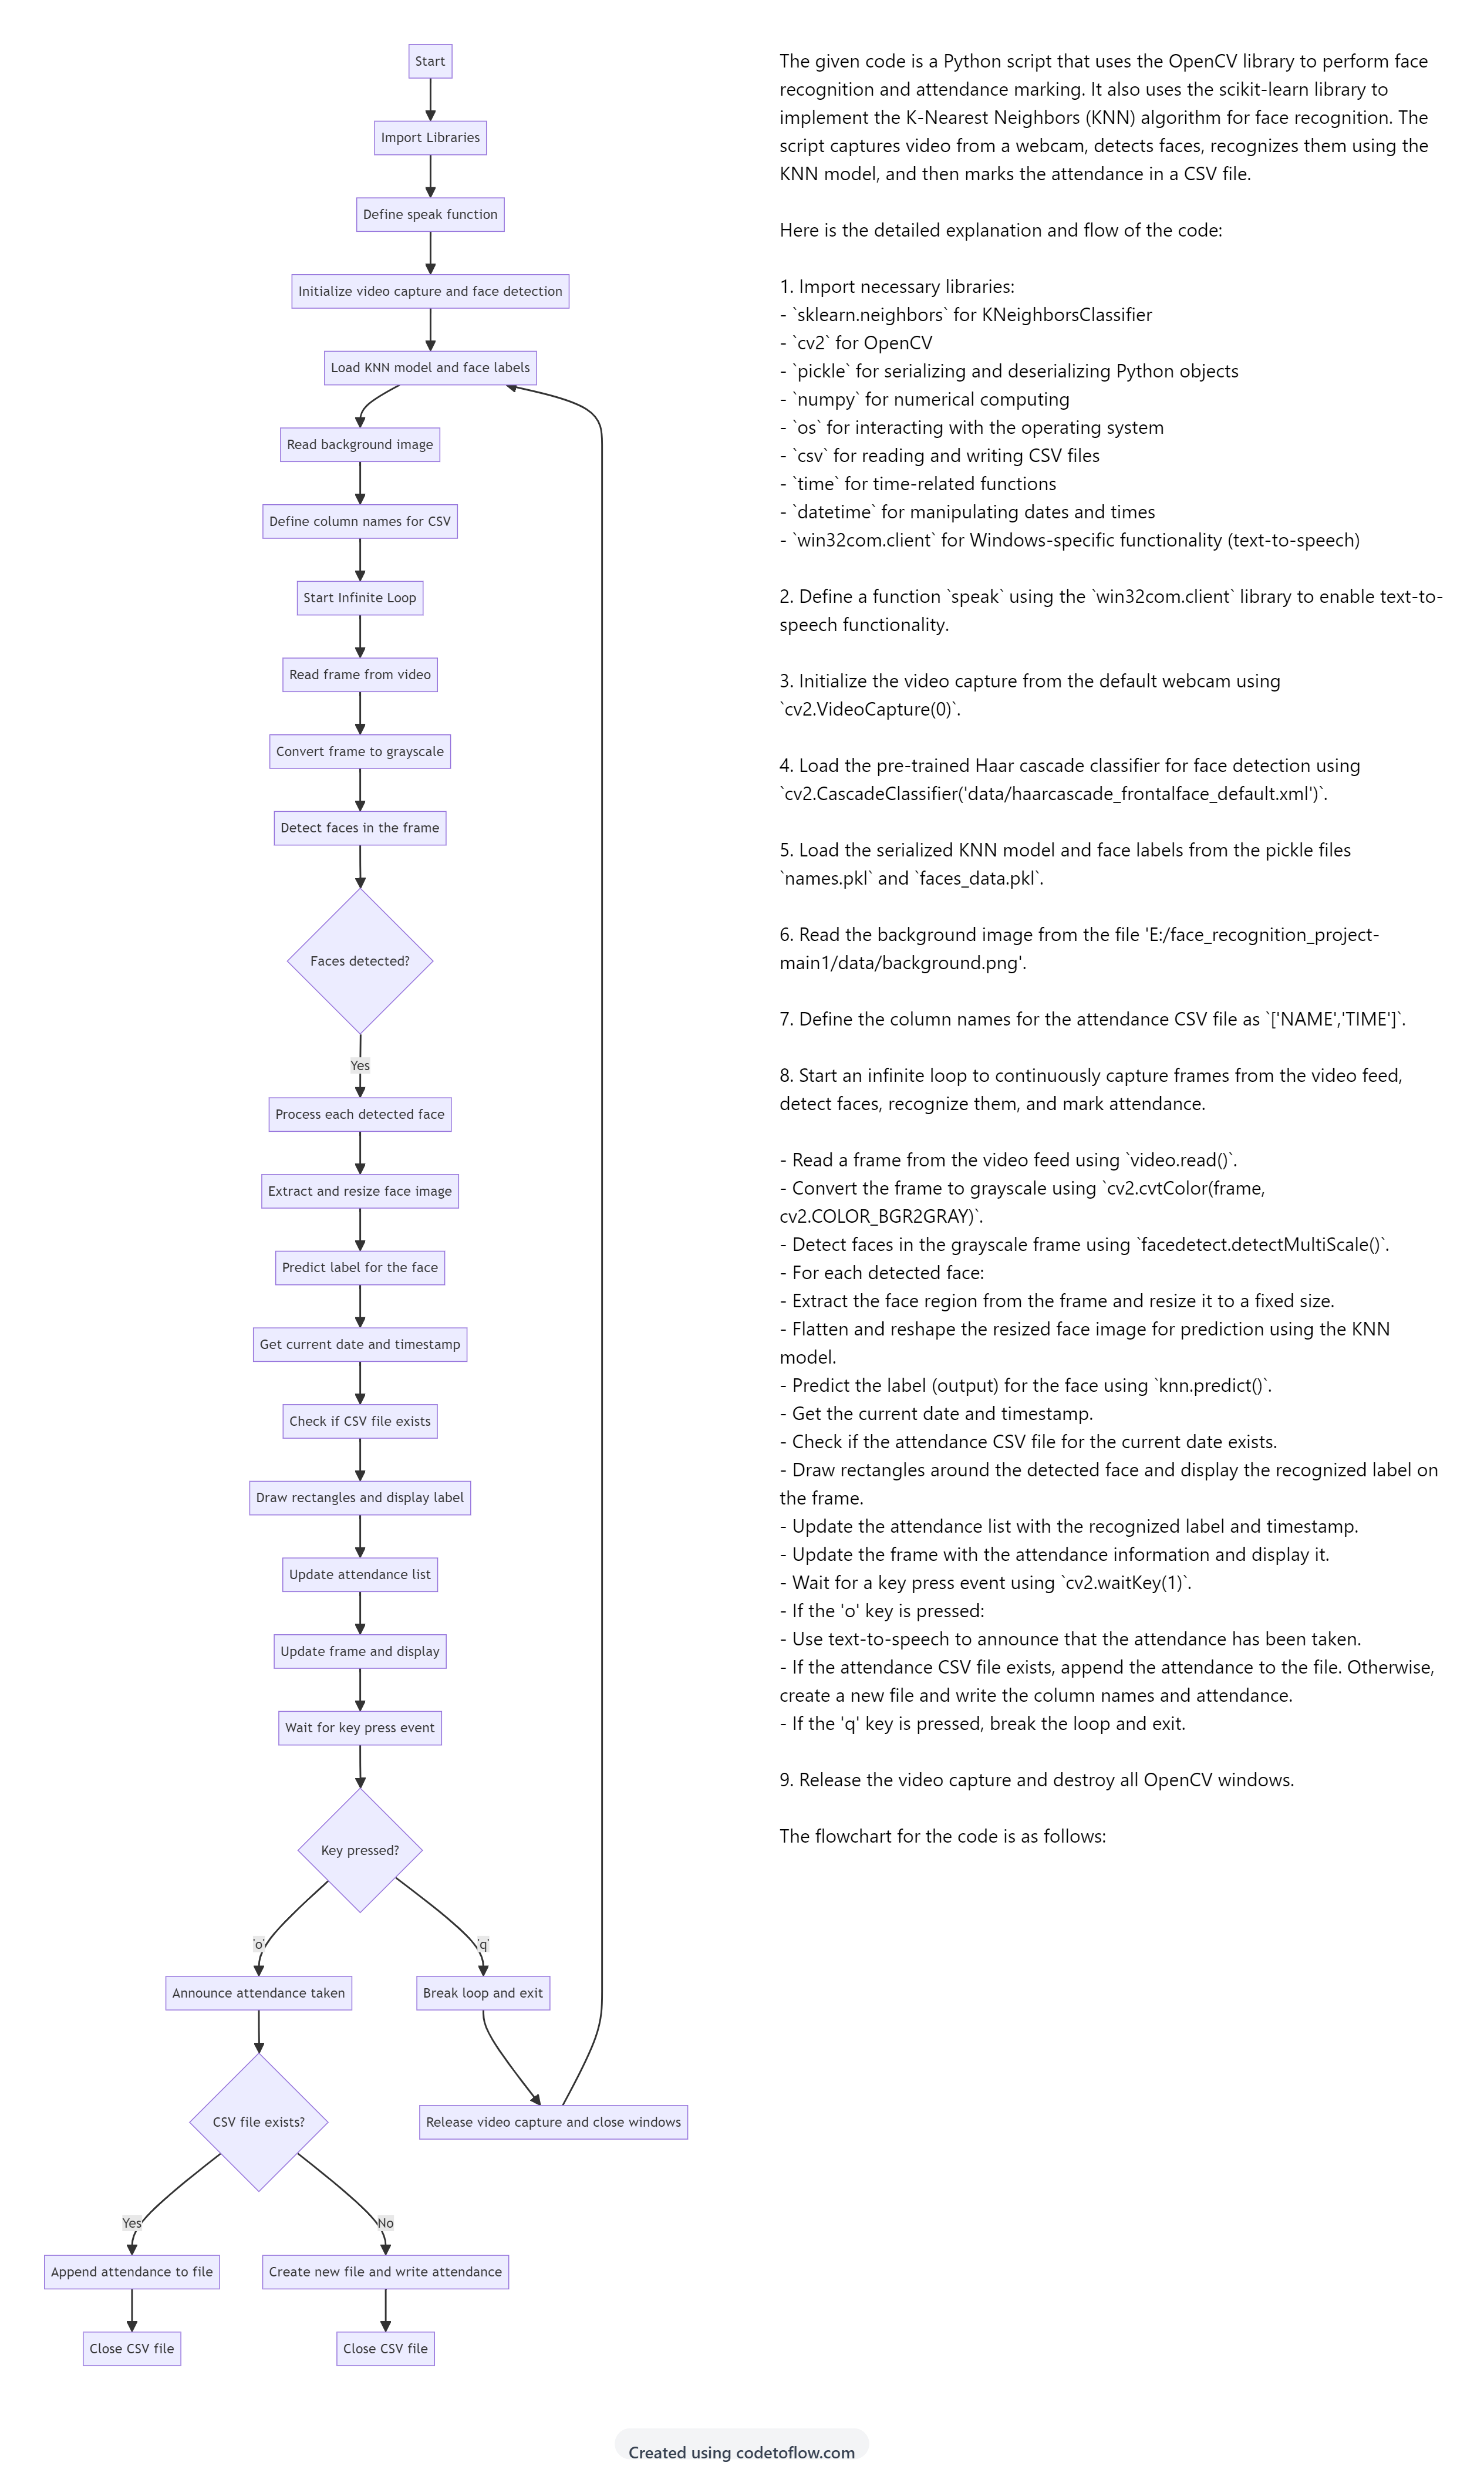 Start
Import Libraries
Define speak function
Initialize video capture and face detection
Load KNN model and face labels
Read background image
Define column names for CSV
Start Infinite Loop
Read frame from video
Convert frame to grayscale
Detect faces in the frame
Faces detected?
Yes
Process each detected face
Extract and resize face image
Predict label for the face
Get current date and timestamp
Check if CSV file exists
Draw rectangles and display label
Update attendance list
Update frame and display
Wait for key press event
Key pressed?
'o'
'q'
Announce attendance taken
Break loop and exit
CSV file exists?
Release video capture and close windows
Yes
No
Append attendance to file
Create new file and write attendance
Close CSV file
Close CSV file
The given code is a Python script that uses the OpenCV library to perform face
recognition and attendance marking. It also uses the scikit-learn library to
implement the K-Nearest Neighbors (KNN) algorithm for face recognition. The
script captures video from a webcam, detects faces, recognizes them using the
KNN model, and then marks the attendance in a CSV file.
Here is the detailed explanation and flow of the code:
1. Import necessary libraries:
- `sklearn.neighbors` for KNeighborsClassifier
- `cv2` for OpenCV
- `pickle` for serializing and deserializing Python objects
- `numpy` for numerical computing
- `os` for interacting with the operating system
- `csv` for reading and writing CSV files
- `time` for time-related functions
- `datetime` for manipulating dates and times
- `win32com.client` for Windows-specific functionality (text-to-speech)
2. Define a function `speak` using the `win32com.client` library to enable text-to-
speech functionality.
3. Initialize the video capture from the default webcam using
`cv2.VideoCapture(0)`.
4. Load the pre-trained Haar cascade classifier for face detection using
`cv2.CascadeClassifier('data/haarcascade_frontalface_default.xml')`.
5. Load the serialized KNN model and face labels from the pickle files
`names.pkl` and `faces_data.pkl`.
6. Read the background image from the file 'E:/face_recognition_project-
main1/data/background.png'.
7. Define the column names for the attendance CSV file as `['NAME','TIME']`.
8. Start an infinite loop to continuously capture frames from the video feed,
detect faces, recognize them, and mark attendance.
- Read a frame from the video feed using `video.read()`.
- Convert the frame to grayscale using `cv2.cvtColor(frame,
cv2.COLOR_BGR2GRAY)`.
- Detect faces in the grayscale frame using `facedetect.detectMultiScale()`.
- For each detected face:
- Extract the face region from the frame and resize it to a fixed size.
- Flatten and reshape the resized face image for prediction using the KNN
model.
- Predict the label (output) for the face using `knn.predict()`.
- Get the current date and timestamp.
- Check if the attendance CSV file for the current date exists.
- Draw rectangles around the detected face and display the recognized label on
the frame.
- Update the attendance list with the recognized label and timestamp.
- Update the frame with the attendance information and display it.
- Wait for a key press event using `cv2.waitKey(1)`.
- If the 'o' key is pressed:
- Use text-to-speech to announce that the attendance has been taken.
- If the attendance CSV file exists, append the attendance to the file. Otherwise,
create a new file and write the column names and attendance.
- If the 'q' key is pressed, break the loop and exit.
9. Release the video capture and destroy all OpenCV windows.
The flowchart for the code is as follows:
Created using codetoflow.com